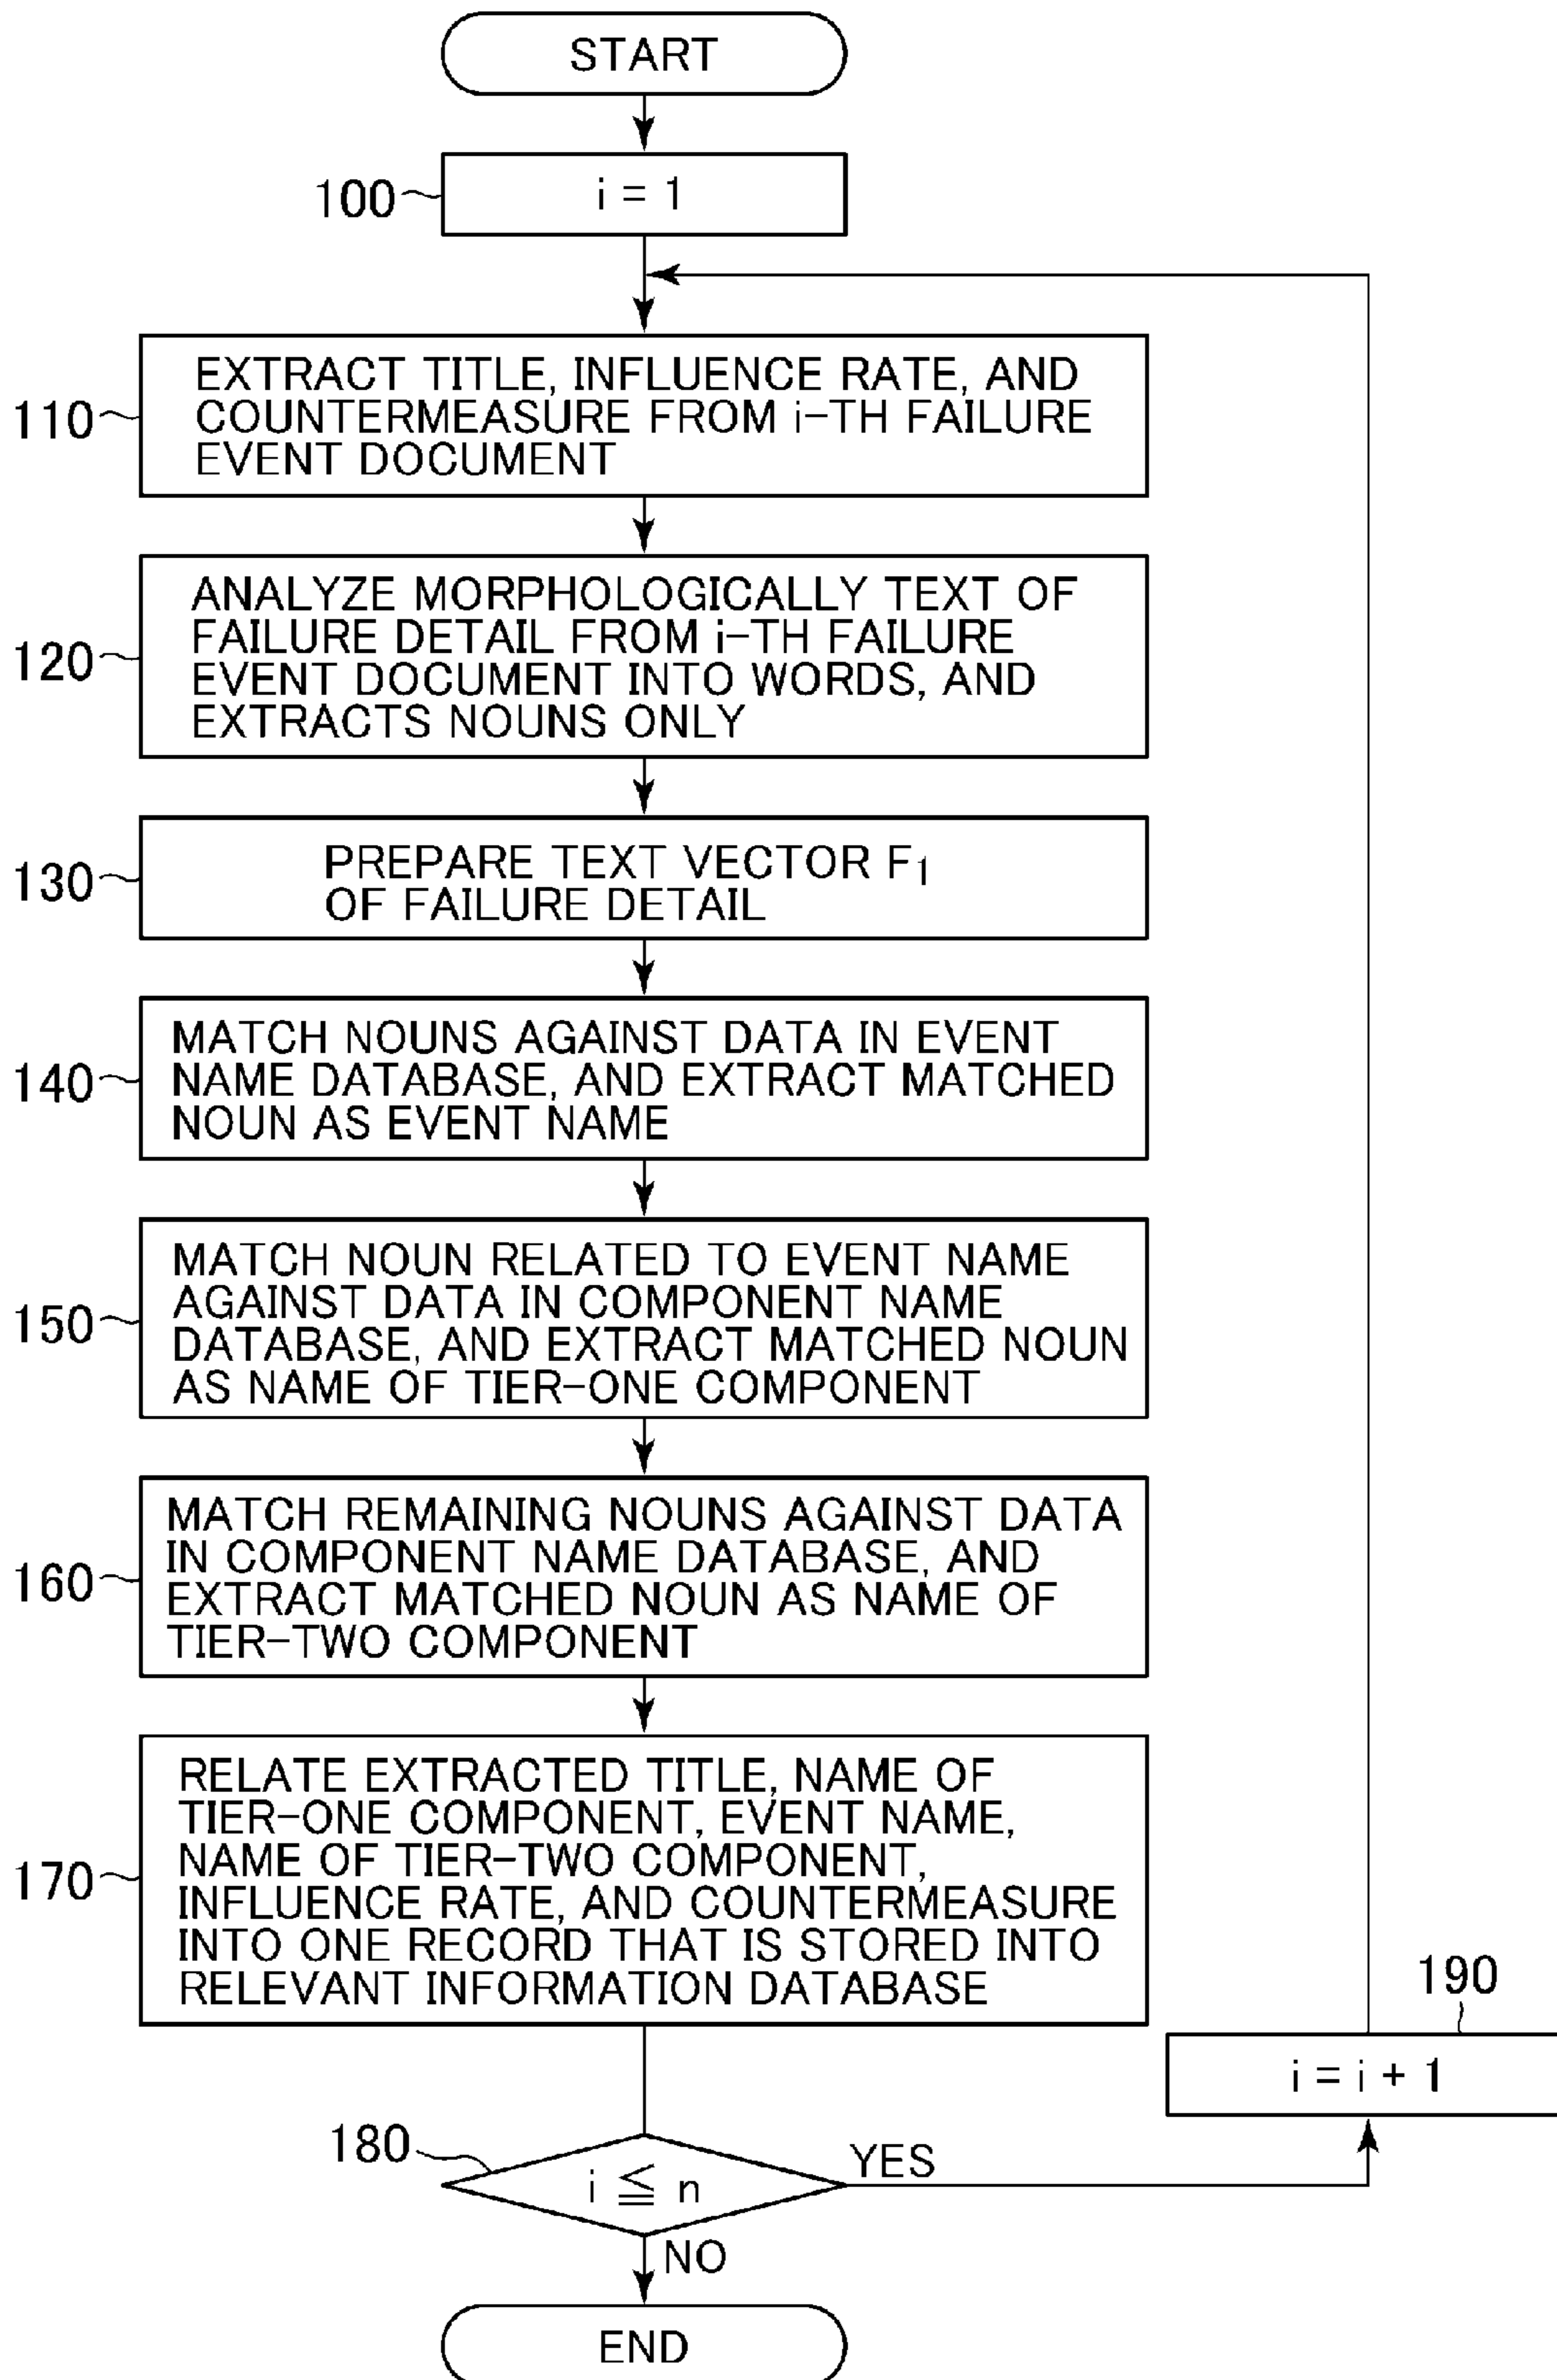 START
100
i = 1
110
EXTRACT TITLE, INFLUENCE RATE, AND
COUNTERMEASURE FROM i-TH FAILURE
EVENT DOCUMENT
120
ANALYZE MORPHOLOGICALLY TEXT OF
FAILURE DETAIL FROM i-TH FAILURE
EVENT DOCUMENT INTO WORDS, AND
EXTRACTS NOUNS ONLY
130
PREPARE TEXT VECTOR F1
OF FAILURE DETAIL
140
MATCH NOUNS AGAINST DATA IN EVENT
NAME DATABASE, AND EXTRACT MATCHED
NOUN AS EVENT NAME
150
MATCH NOUN RELATED TO EVENT NAME
AGAINST DATA IN COMPONENT NAME
DATABASE, AND EXTRACT MATCHED NOUN
AS NAME OF TIER-ONE COMPONENT
160
MATCH REMAINING NOUNS AGAINST DATA
IN COMPONENT NAME DATABASE, AND
EXTRACT MATCHED NOUN AS NAME OF
TIER-TWO COMPONENT
170
RELATE EXTRACTED TITLE, NAME OF
TIER-ONE COMPONENT, EVENT NAME,
NAME OF TIER-TWO COMPONENT,
INFLUENCE RATE, AND COUNTERMEASURE
INTO ONE RECORD THAT IS STORED INTO
RELEVANT INFORMATION DATABASE
190
i = i + 1
180
i ≦ n
YES
NO
END